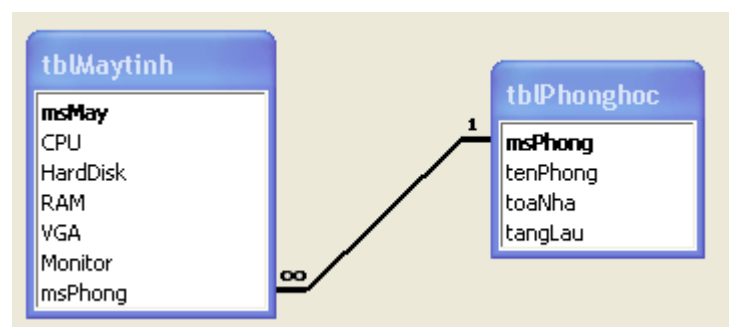 tblMaytinh
msMay
CPU
HardDisk
RAM
VGA
Monitor
msPhong
∞
1
tblPhonghoc
msPhong
tenPhong
toaNha
tangLau